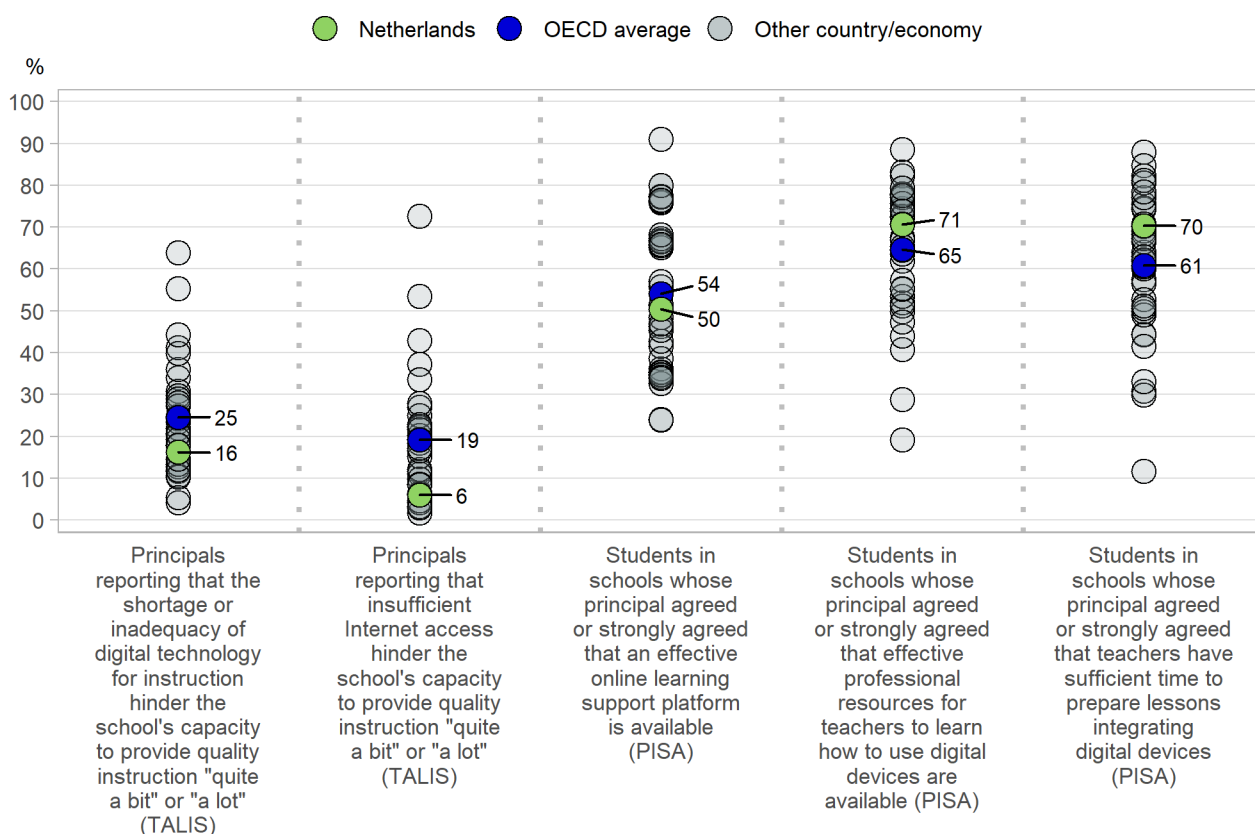 Netherlands OECD average Other country/economy
%
100
90
80
70
60
50
40
30
20
10
0
25
16
19
6
54
50
71
65
70
61
Principals
reporting that the
shortage or
inadequacy of
digital technology
for instruction
hinder the
school's capacity
to provide quality
instruction "quite
a bit" or "a lot"
(TALIS)
Principals
reporting that
insufficient
Internet access
hinder the
school's capacity
to provide quality
instruction "quite
a bit" or "a lot"
(TALIS)
Students in
schools whose
principal agreed
or strongly agreed
that an effective
online learning
support platform
is available
(PISA)
Students in
schools whose
principal agreed
or strongly agreed
that effective
professional
resources for
teachers to learn
how to use digital
devices are
available (PISA)
Students in
schools whose
principal agreed
or strongly agreed
that teachers have
sufficient time to
prepare lessons
integrating
digital devices
(PISA)